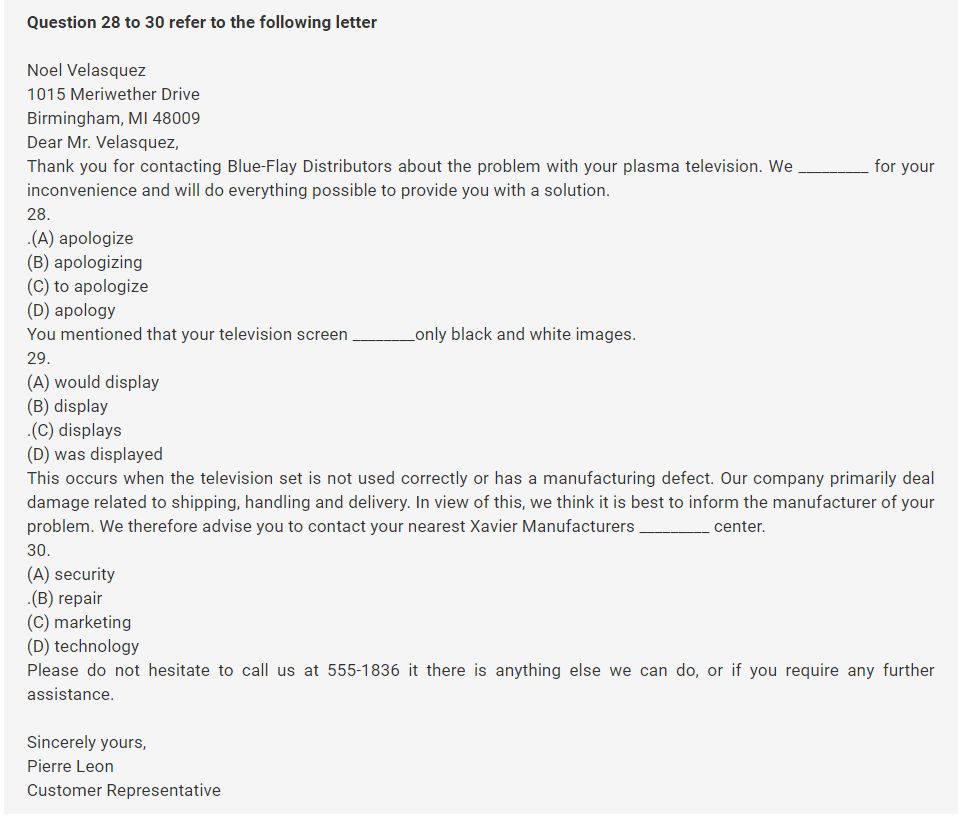 Question 28 to 30 refer to the following letter
Noel Velasquez
1015 Meriwether Drive
Birmingham, MI 48009
Dear Mr. Velasquez,
Thank you for contacting Blue-Flay Distributors about the problem with your plasma television. We _________ for your
inconvenience and will do everything possible to provide you with a solution.
28.
.(A) apologize
(B) apologizing
(C) to apologize
(D) apology
You mentioned that your television screen ________only black and white images.
29.
(A) would display
(B) display
.(C) displays
(D) was displayed
This occurs when the television set is not used correctly or has a manufacturing defect. Our company primarily deal
damage related to shipping, handling and delivery. In view of this, we think it is best to inform the manufacturer of your
problem. We therefore advise you to contact your nearest Xavier Manufacturers _________ center.
30.
(A) security
.(B) repair
(C) marketing
(D) technology
Please do not hesitate to call us at 555-1836 it there is anything else we can do, or if you require any further
assistance.
Sincerely yours,
Pierre Leon
Customer Representative